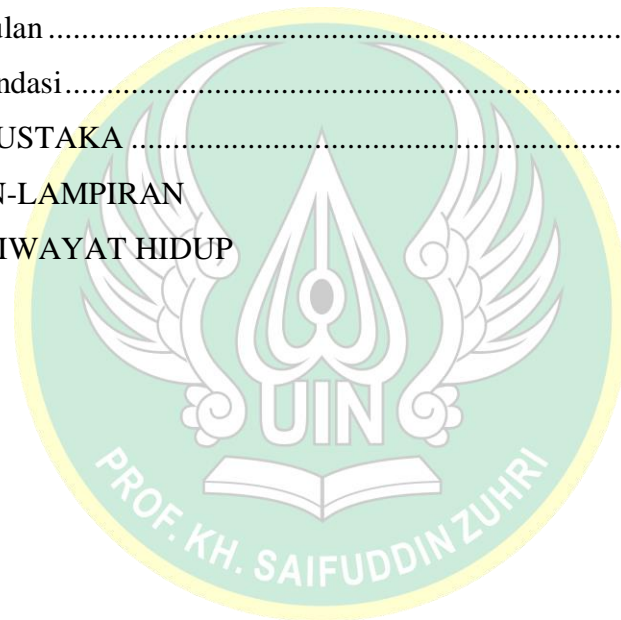 ulan ........................................................................
ndasi......................................................................
USTAKA ..............................................................
N-LAMPIRAN
IWAYAT HIDUP
UIN
PROF. KH. SAIFUDDIN ZUHRI